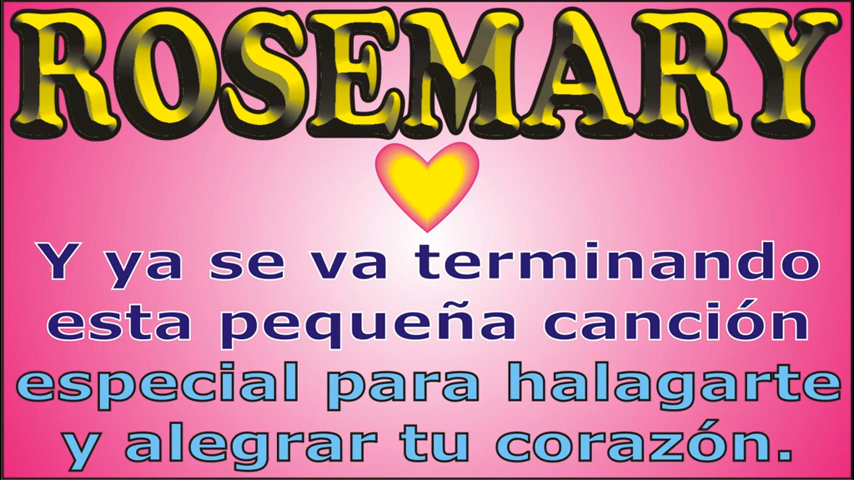 ROSEMARY
Y ya se va terminando
esta pequeña canción
especial para halagarte
y alegrar tu corazón.